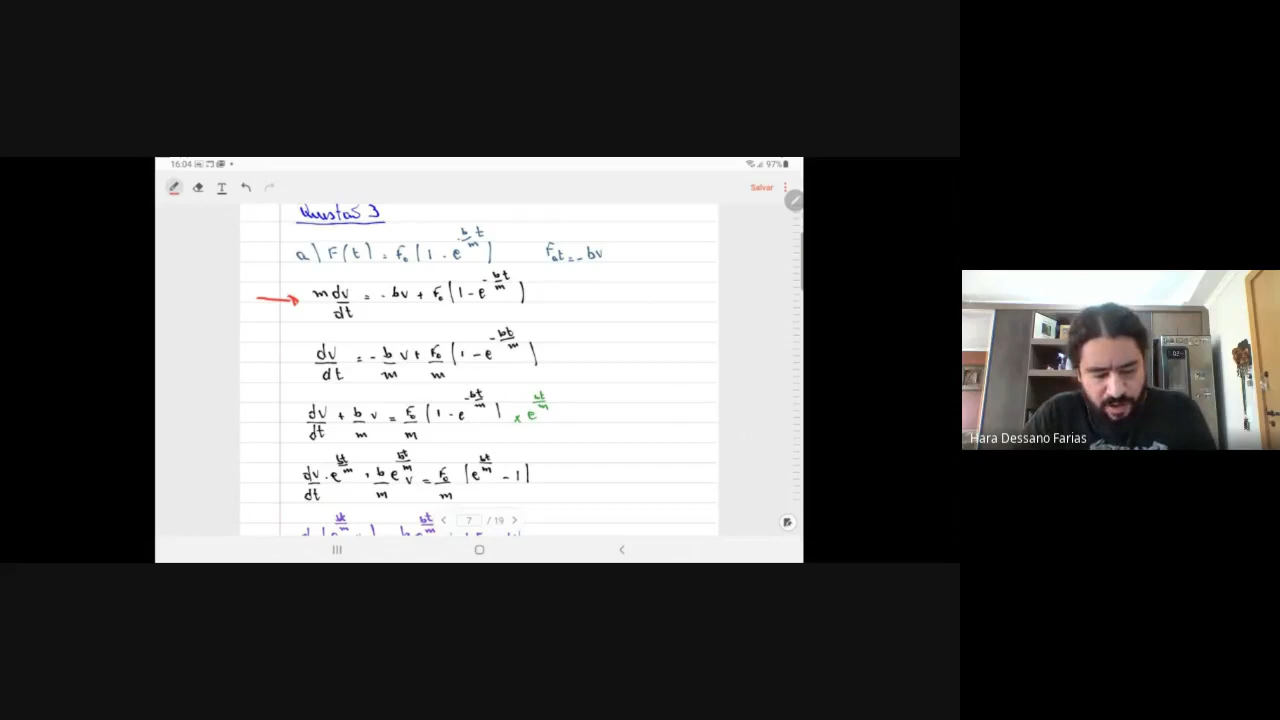 16:04
97%
Salvar
Questão 3
a) F(t) = F₀(1 - e^{-b/m t}) Fat = -bv
m dv/dt = -bv + F₀(1 - e^{-bt/m})
dv/dt = -b/m v + F₀/m (1 - e^{-bt/m})
dv/dt + b/m v = F₀/m (1 - e^{-bt/m}) × e^{bt/m}
dv/dt · e^{bt/m} + b/m e^{bt/m} v = F₀/m (e^{bt/m} - 1)
7 / 19
Hara Dessano Farias